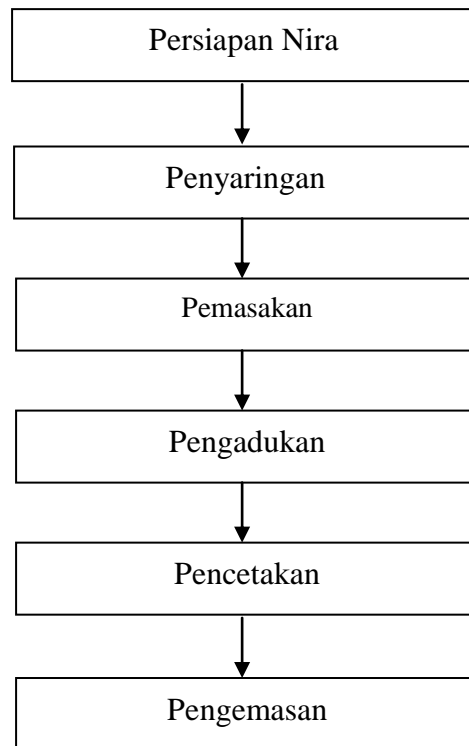 Persiapan Nira
Penyaringan
Pemasakan
Pengadukan
Pencetakan
Pengemasan